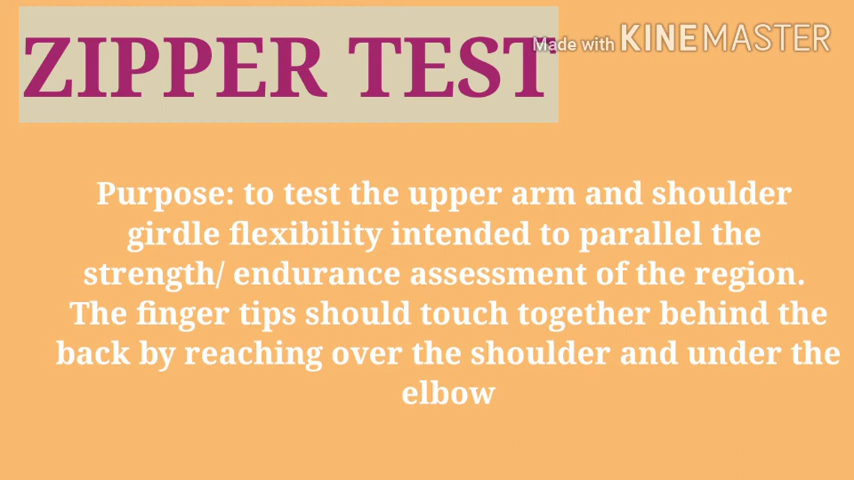 ZIPPER TEST
Made with KINEMASTER
Purpose: to test the upper arm and shoulder
girdle flexibility intended to parallel the
strength/ endurance assessment of the region.
The finger tips should touch together behind the
back by reaching over the shoulder and under the
elbow